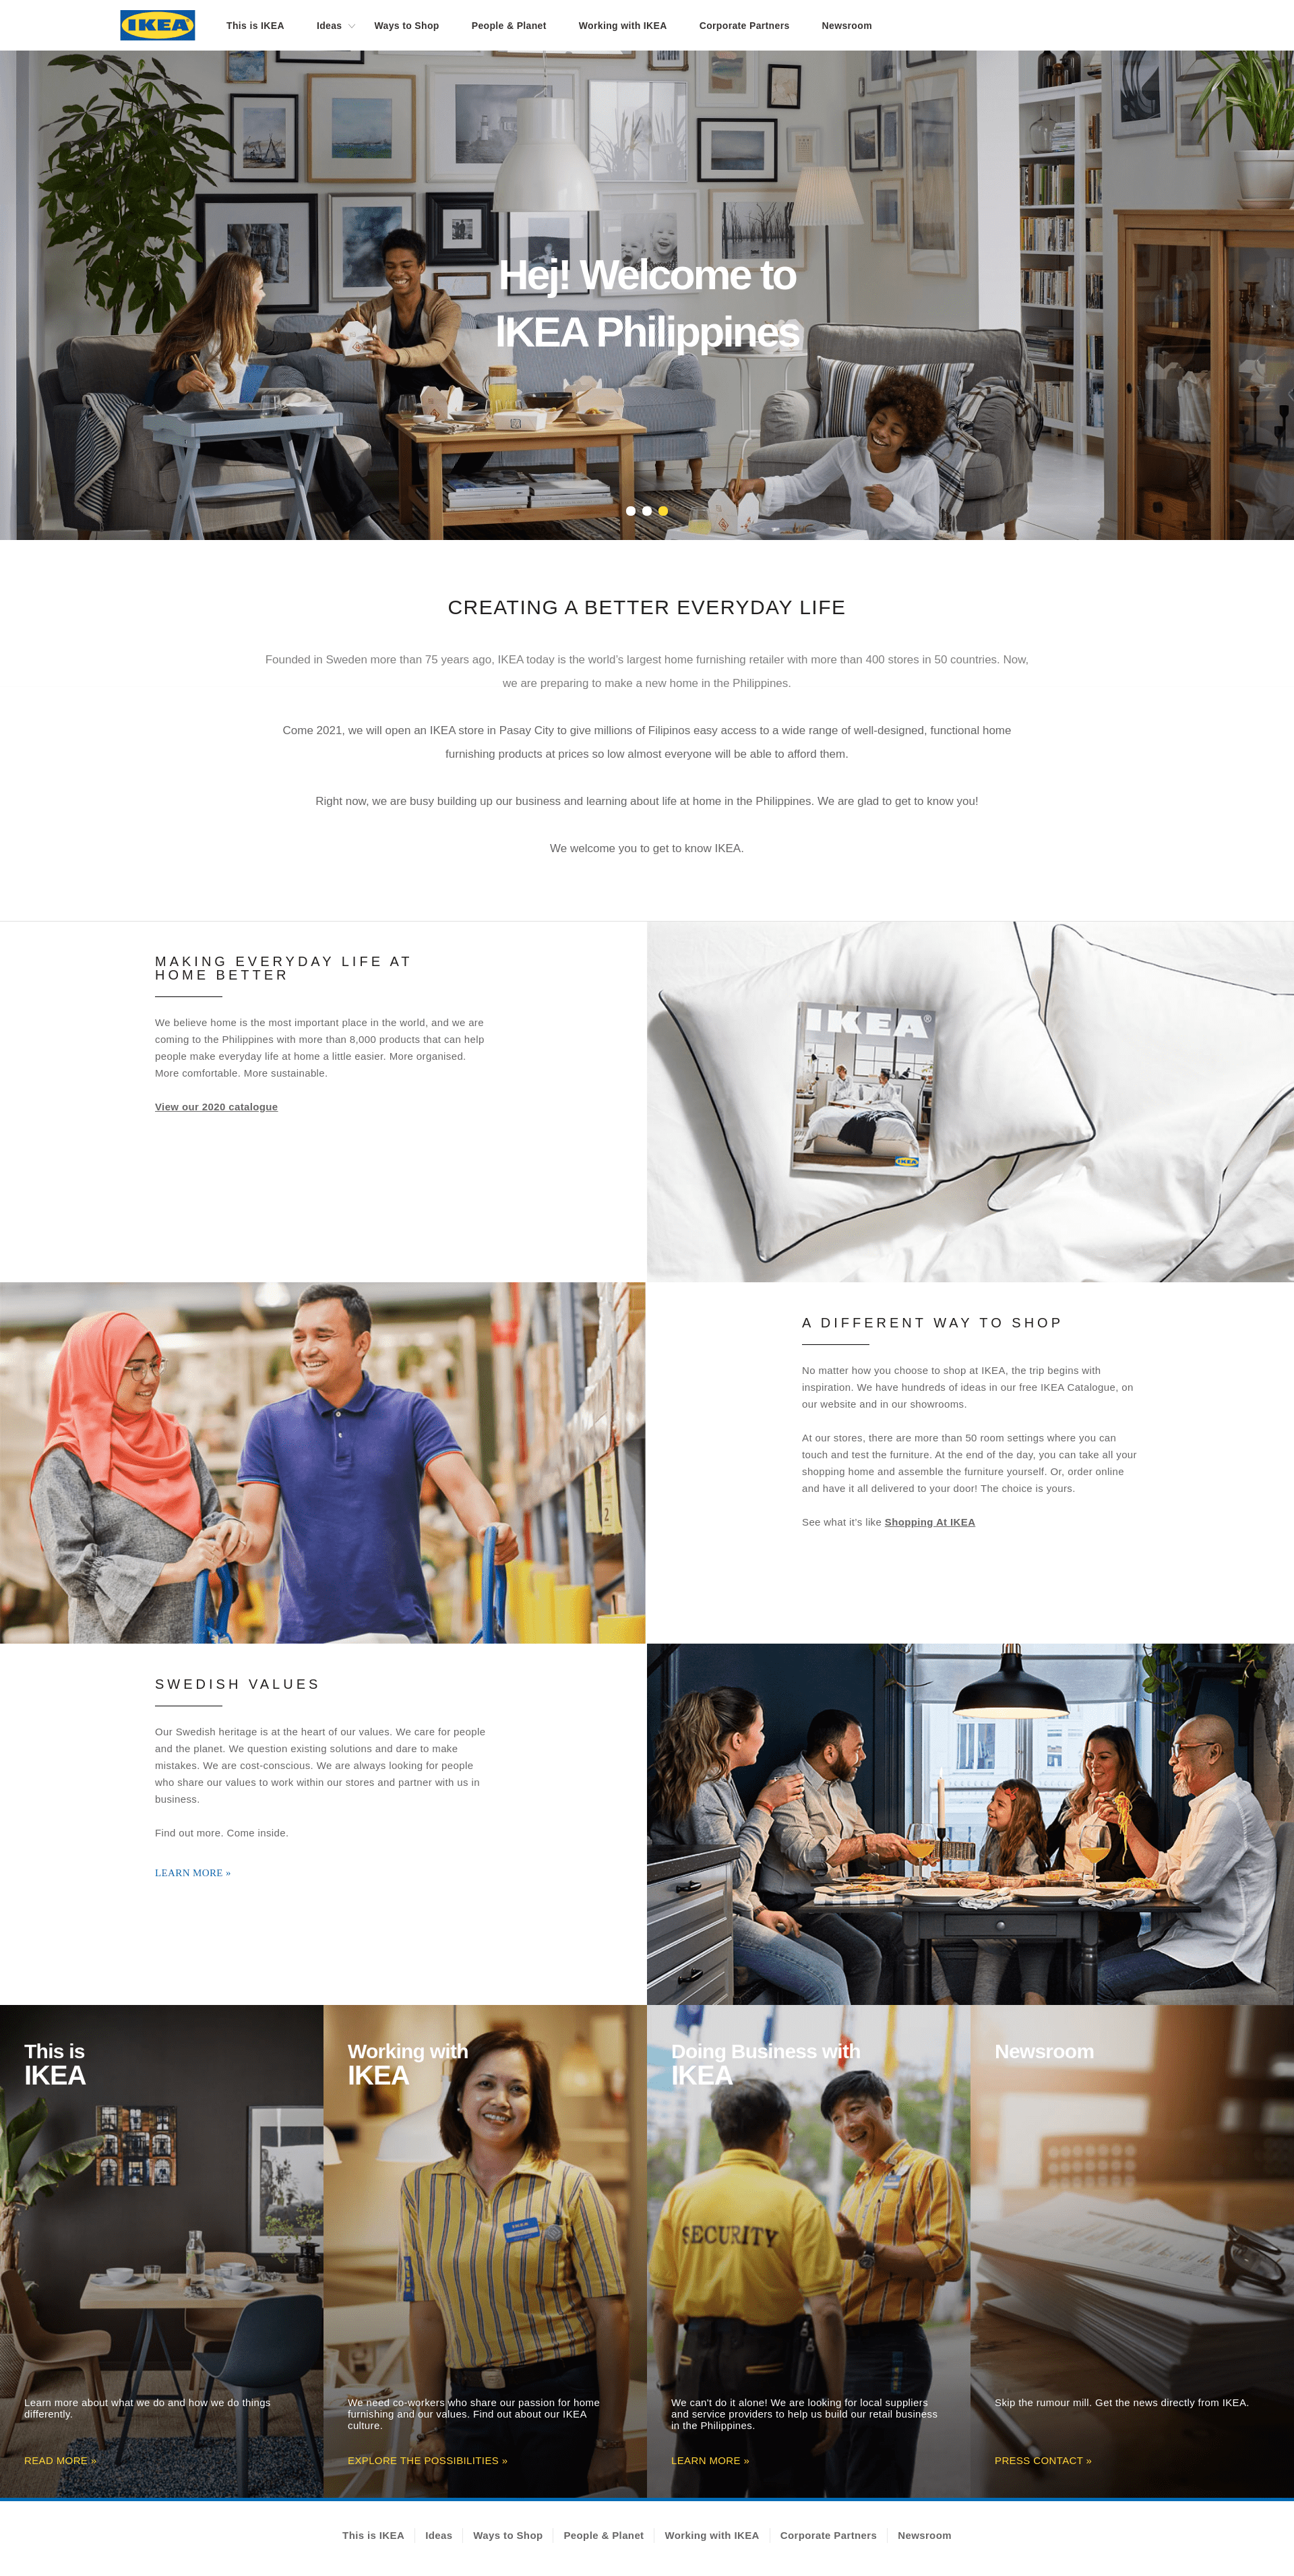 IKEA
This is IKEA
Ideas
Ways to Shop
People & Planet
Working with IKEA
Corporate Partners
Newsroom
Hej! Welcome to
IKEA Philippines
CREATING A BETTER EVERYDAY LIFE
Founded in Sweden more than 75 years ago, IKEA today is the world’s largest home furnishing retailer with more than 400 stores in 50 countries. Now,
we are preparing to make a new home in the Philippines.
Come 2021, we will open an IKEA store in Pasay City to give millions of Filipinos easy access to a wide range of well-designed, functional home
furnishing products at prices so low almost everyone will be able to afford them.
Right now, we are busy building up our business and learning about life at home in the Philippines. We are glad to get to know you!
We welcome you to get to know IKEA.
MAKING EVERYDAY LIFE AT
HOME BETTER
We believe home is the most important place in the world, and we are
coming to the Philippines with more than 8,000 products that can help
people make everyday life at home a little easier. More organised.
More comfortable. More sustainable.
View our 2020 catalogue
IKEA®
IKEA
A DIFFERENT WAY TO SHOP
No matter how you choose to shop at IKEA, the trip begins with
inspiration. We have hundreds of ideas in our free IKEA Catalogue, on
our website and in our showrooms.
At our stores, there are more than 50 room settings where you can
touch and test the furniture. At the end of the day, you can take all your
shopping home and assemble the furniture yourself. Or, order online
and have it all delivered to your door! The choice is yours.
See what it’s like Shopping At IKEA
2
SWEDISH VALUES
Our Swedish heritage is at the heart of our values. We care for people
and the planet. We question existing solutions and dare to make
mistakes. We are cost-conscious. We are always looking for people
who share our values to work within our stores and partner with us in
business.
Find out more. Come inside.
LEARN MORE »
This is
IKEA
Learn more about what we do and how we do things
differently.
READ MORE »
Working with
IKEA
IKEA
We need co-workers who share our passion for home
furnishing and our values. Find out about our IKEA
culture.
EXPLORE THE POSSIBILITIES »
Doing Business with
IKEA
SECURITY
We can't do it alone! We are looking for local suppliers
and service providers to help us build our retail business
in the Philippines.
LEARN MORE »
Newsroom
Skip the rumour mill. Get the news directly from IKEA.
PRESS CONTACT »
This is IKEA
Ideas
Ways to Shop
People & Planet
Working with IKEA
Corporate Partners
Newsroom